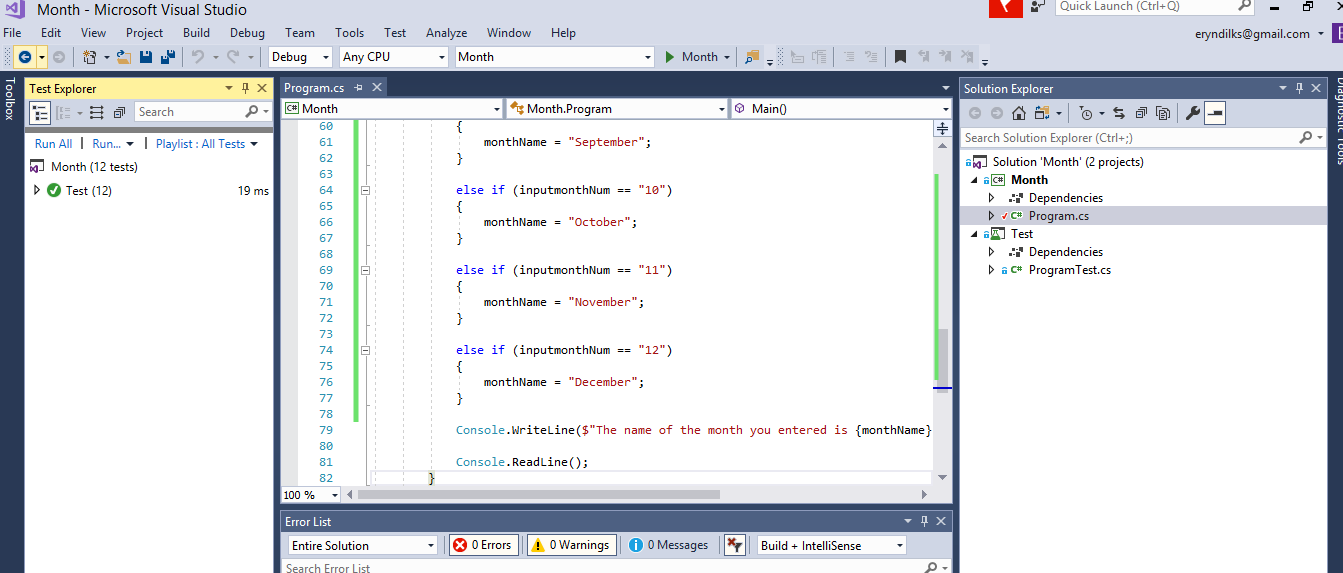 Month - Microsoft Visual Studio
Quick Launch (Ctrl+Q)
File Edit View Project Build Debug Team Tools Test Analyze Window Help
eryndilks@gmail.com
Debug Any CPU Month Month
Toolbox
Test Explorer
Search
Run All Run... Playlist : All Tests
Month (12 tests)
Test (12) 19 ms
Program.cs
Month Month.Program Main()
60 {
61 monthName = "September";
62 }
63
64 else if (inputmonthNum == "10")
65 {
66 monthName = "October";
67 }
68
69 else if (inputmonthNum == "11")
70 {
71 monthName = "November";
72 }
73
74 else if (inputmonthNum == "12")
75 {
76 monthName = "December";
77 }
78
79 Console.WriteLine($"The name of the month you entered is {monthName}
80
81 Console.ReadLine();
82 }
100 %
Error List
Entire Solution 0 Errors 0 Warnings 0 Messages Build + IntelliSense
Search Error List
Solution Explorer
Search Solution Explorer (Ctrl+;)
Solution 'Month' (2 projects)
C# Month
Dependencies
C# Program.cs
Test
Dependencies
C# ProgramTest.cs
Diagnostic Tools